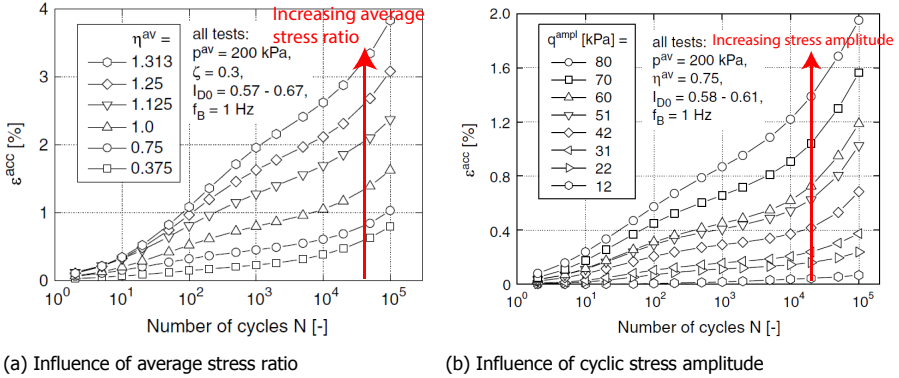 4
3
2
1
0
ε^acc [%]
η^av =
1.313
1.25
1.125
1.0
0.75
0.375
Increasing average
stress ratio
all tests:
p^av = 200 kPa,
ζ = 0.3,
I_D0 = 0.57 - 0.67,
f_B = 1 Hz
10^0 10^1 10^2 10^3 10^4 10^5
Number of cycles N [-]
(a) Influence of average stress ratio
2.0
1.6
1.2
0.8
0.4
0
ε^acc [%]
q^ampl [kPa] =
80
70
60
51
42
31
22
12
all tests:
Increasing stress amplitude
p^av = 200 kPa,
η^av = 0.75,
I_D0 = 0.58 - 0.61,
f_B = 1 Hz
10^0 10^1 10^2 10^3 10^4 10^5
Number of cycles N [-]
(b) Influence of cyclic stress amplitude